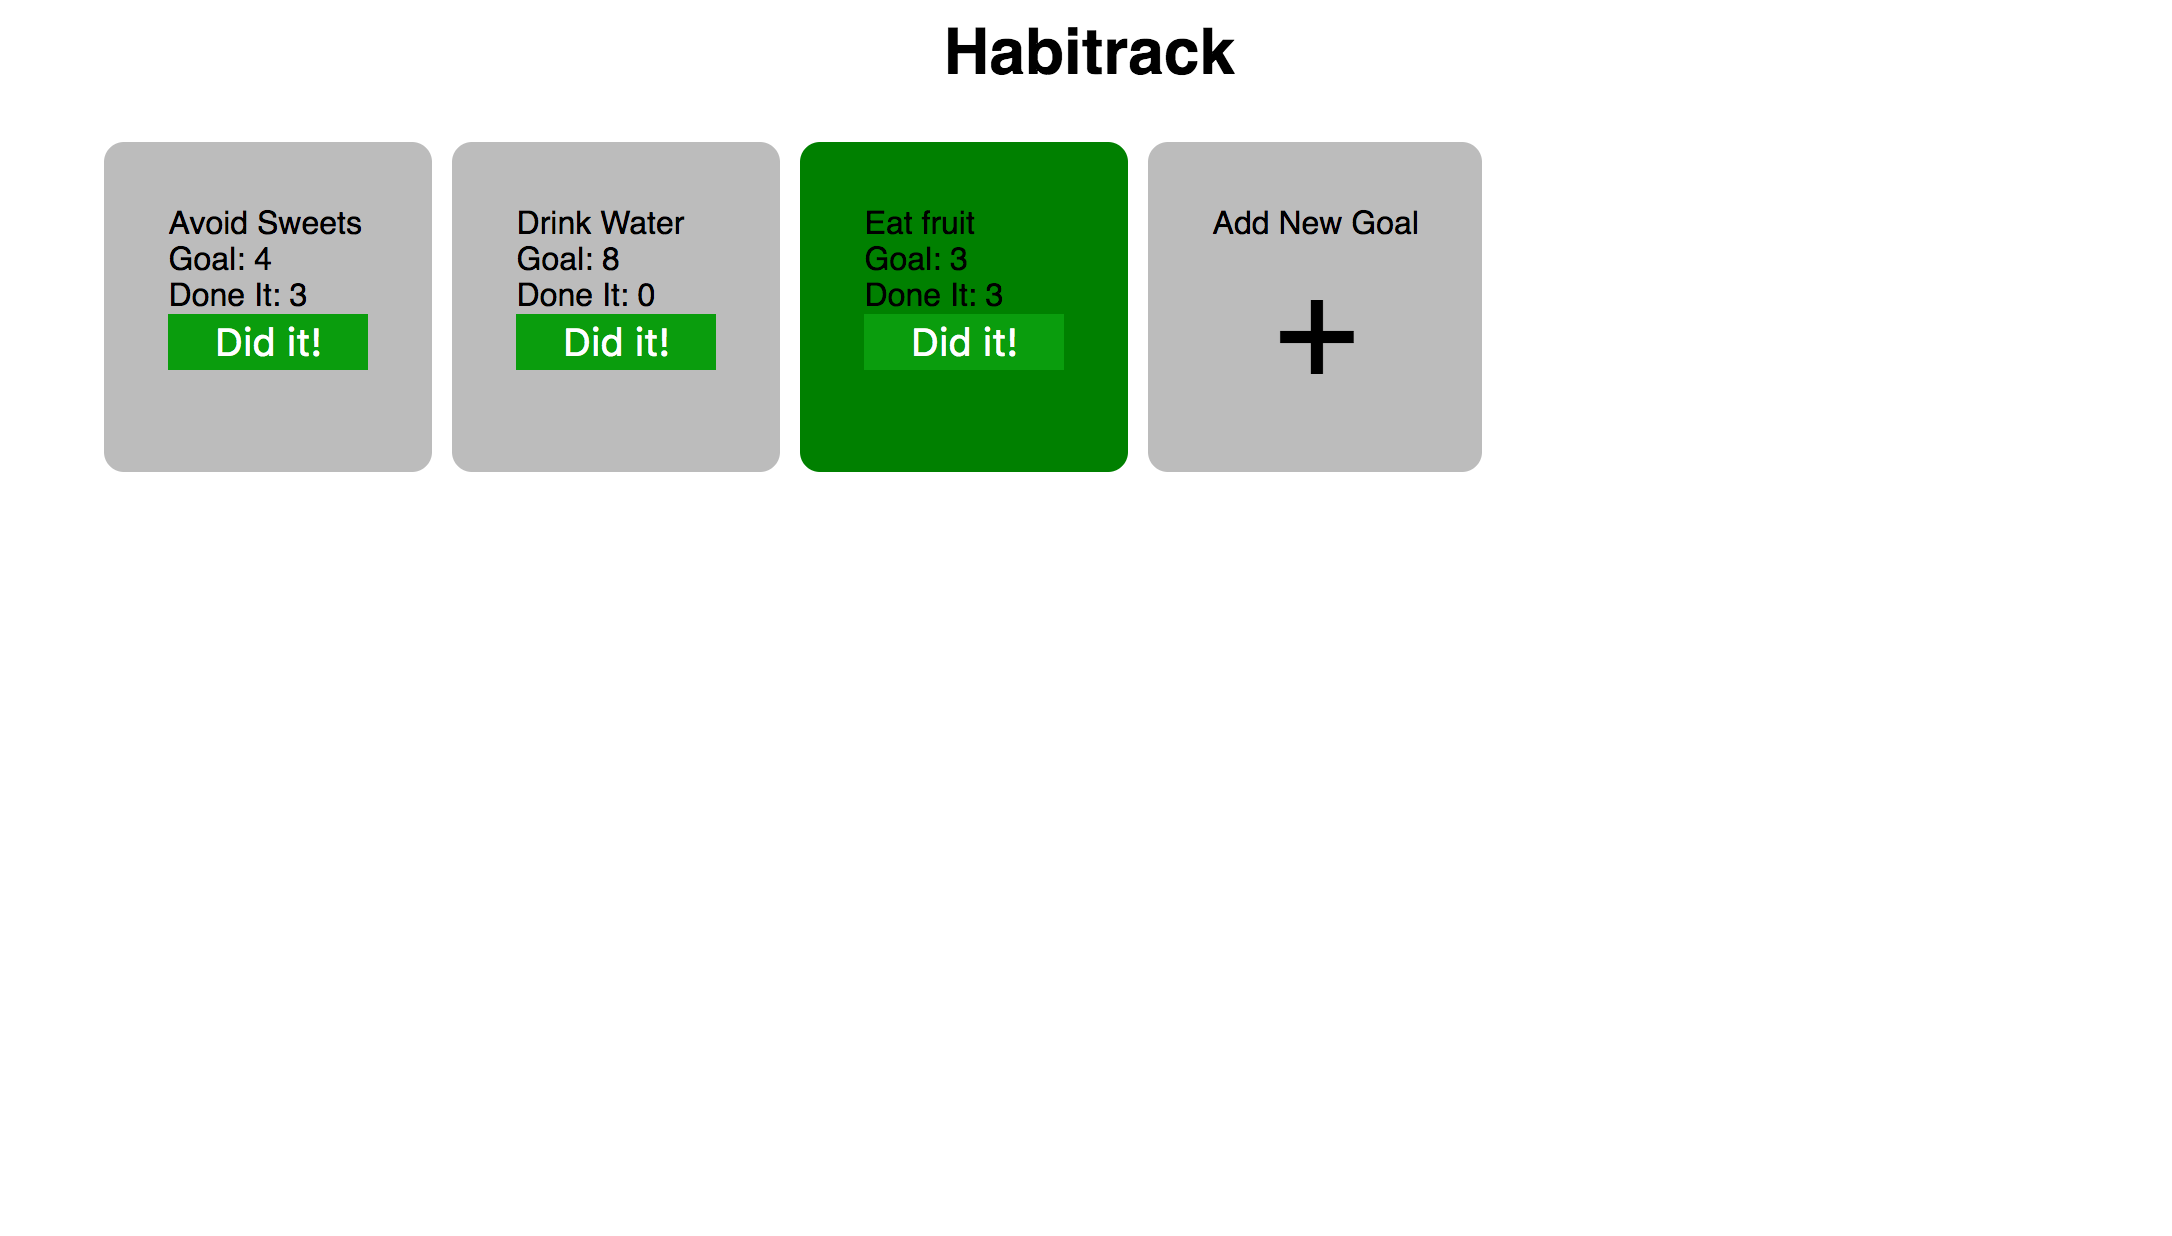 Habitrack
Avoid Sweets
Goal: 4
Done It: 3
Did it!
Drink Water
Goal: 8
Done It: 0
Did it!
Eat fruit
Goal: 3
Done It: 3
Did it!
Add New Goal
+